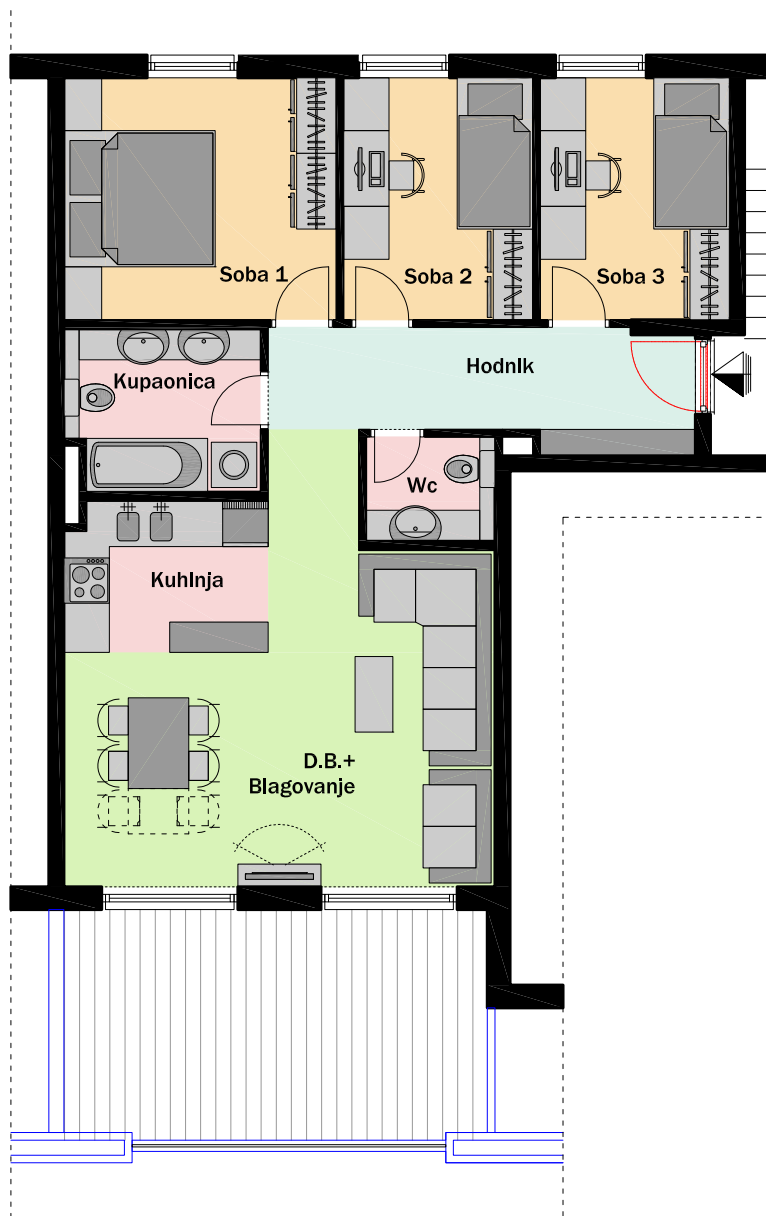 Soba 1
Soba 2
Soba 3
Kupaonica
Hodnik
Wc
Kuhinja
D.B.+
Blagovanje